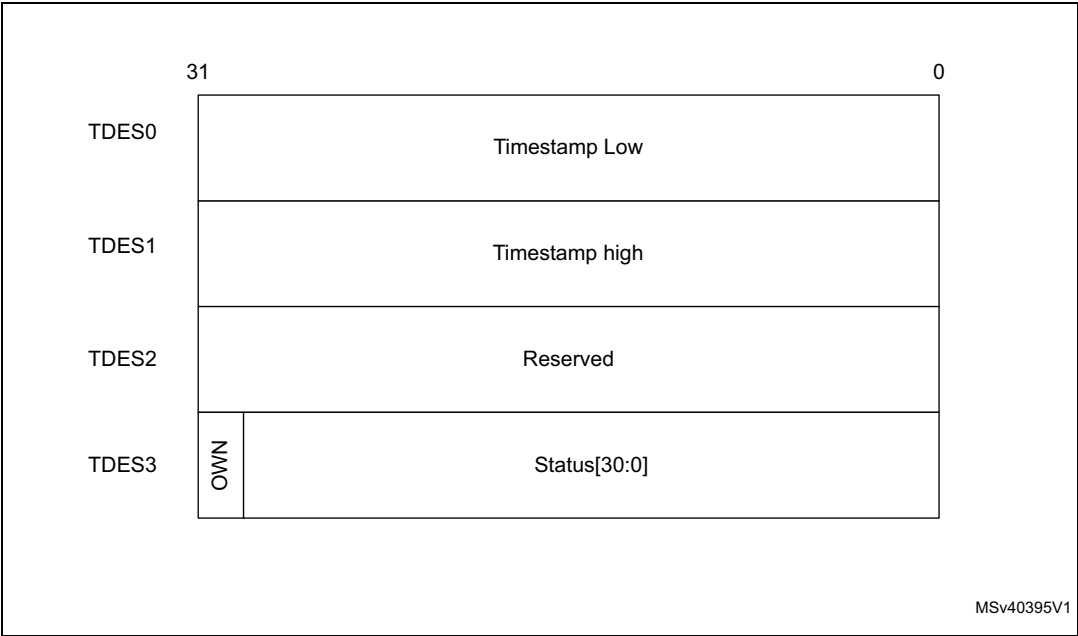 31 0
TDES0 Timestamp Low
TDES1 Timestamp high
TDES2 Reserved
TDES3 OWN Status[30:0]
MSv40395V1